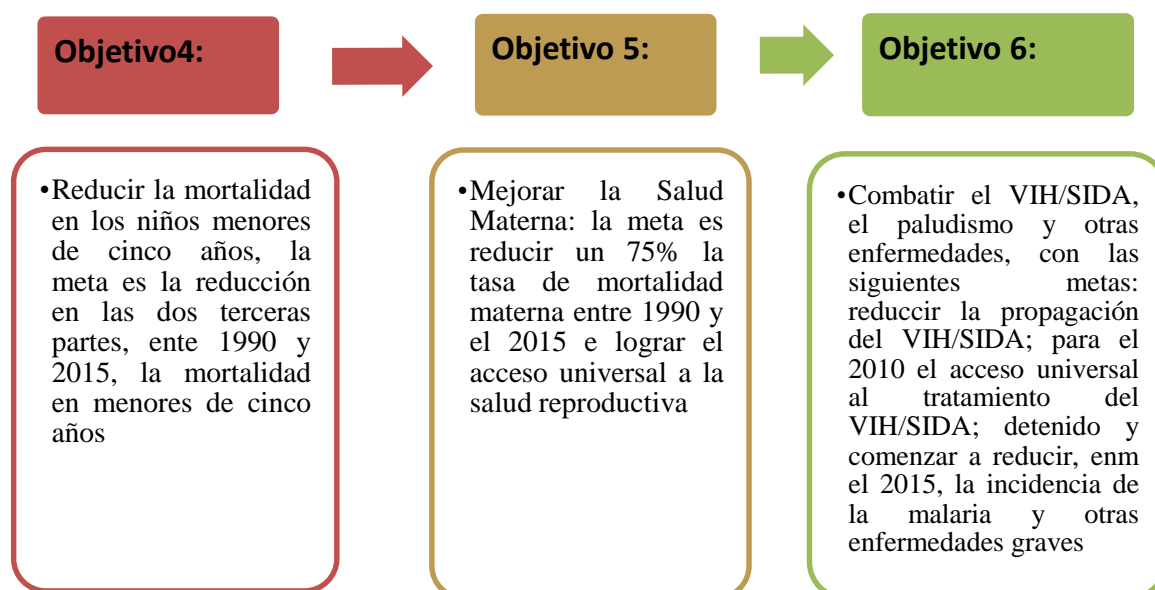 Objetivo4:
•Reducir la mortalidad
en los niños menores
de cinco años, la
meta es la reducción
en las dos terceras
partes, ente 1990 y
2015, la mortalidad
en menores de cinco
años
Objetivo 5:
•Mejorar la Salud
Materna: la meta es
reducir un 75% la
tasa de mortalidad
materna entre 1990 y
el 2015 e lograr el
acceso universal a la
salud reproductiva
Objetivo 6:
•Combatir el VIH/SIDA,
el paludismo y otras
enfermedades, con las
siguientes metas:
reduccir la propagación
del VIH/SIDA; para el
2010 el acceso universal
al tratamiento del
VIH/SIDA; detenido y
comenzar a reducir, enm
el 2015, la incidencia de
la malaria y otras
enfermedades graves